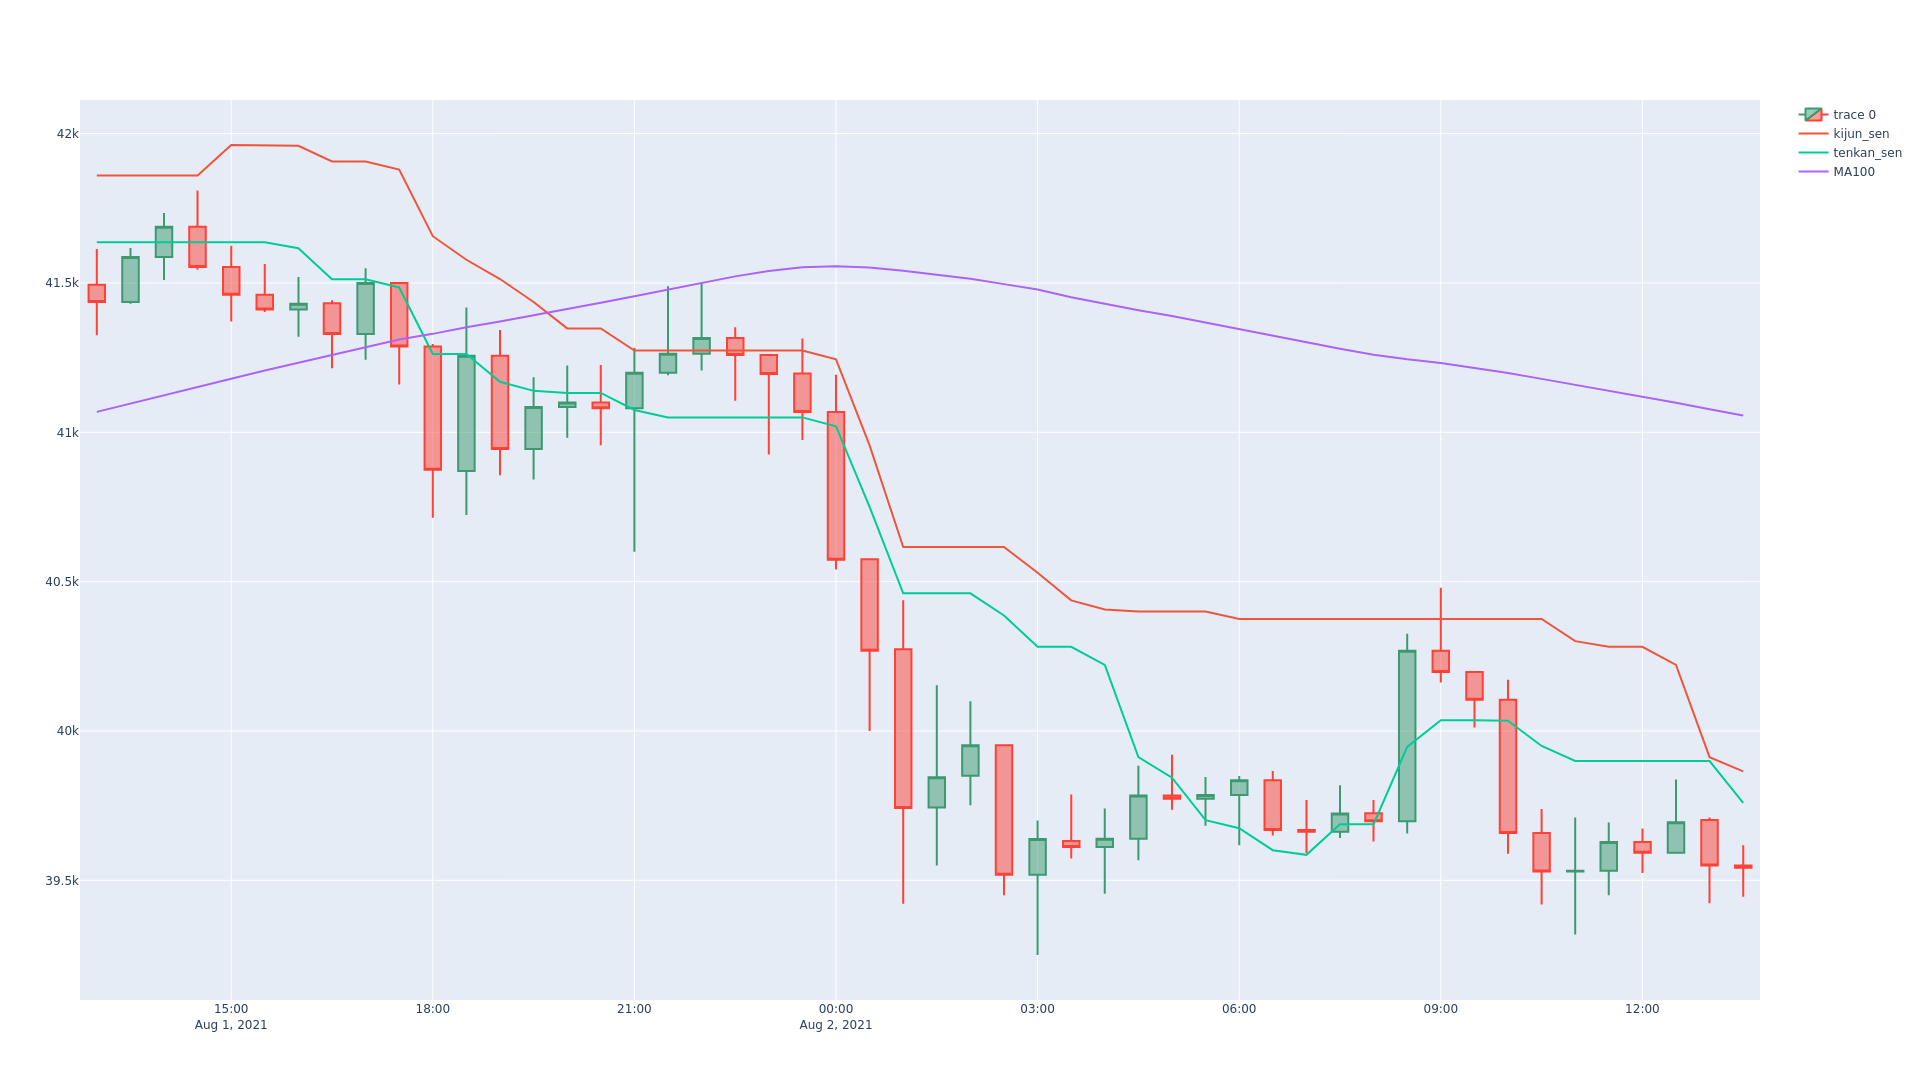 42k
41.5k
41k
40.5k
40k
39.5k
15:00
Aug 1, 2021
18:00
21:00
00:00
Aug 2, 2021
03:00
06:00
09:00
12:00
trace 0
kijun_sen
tenkan_sen
MA100